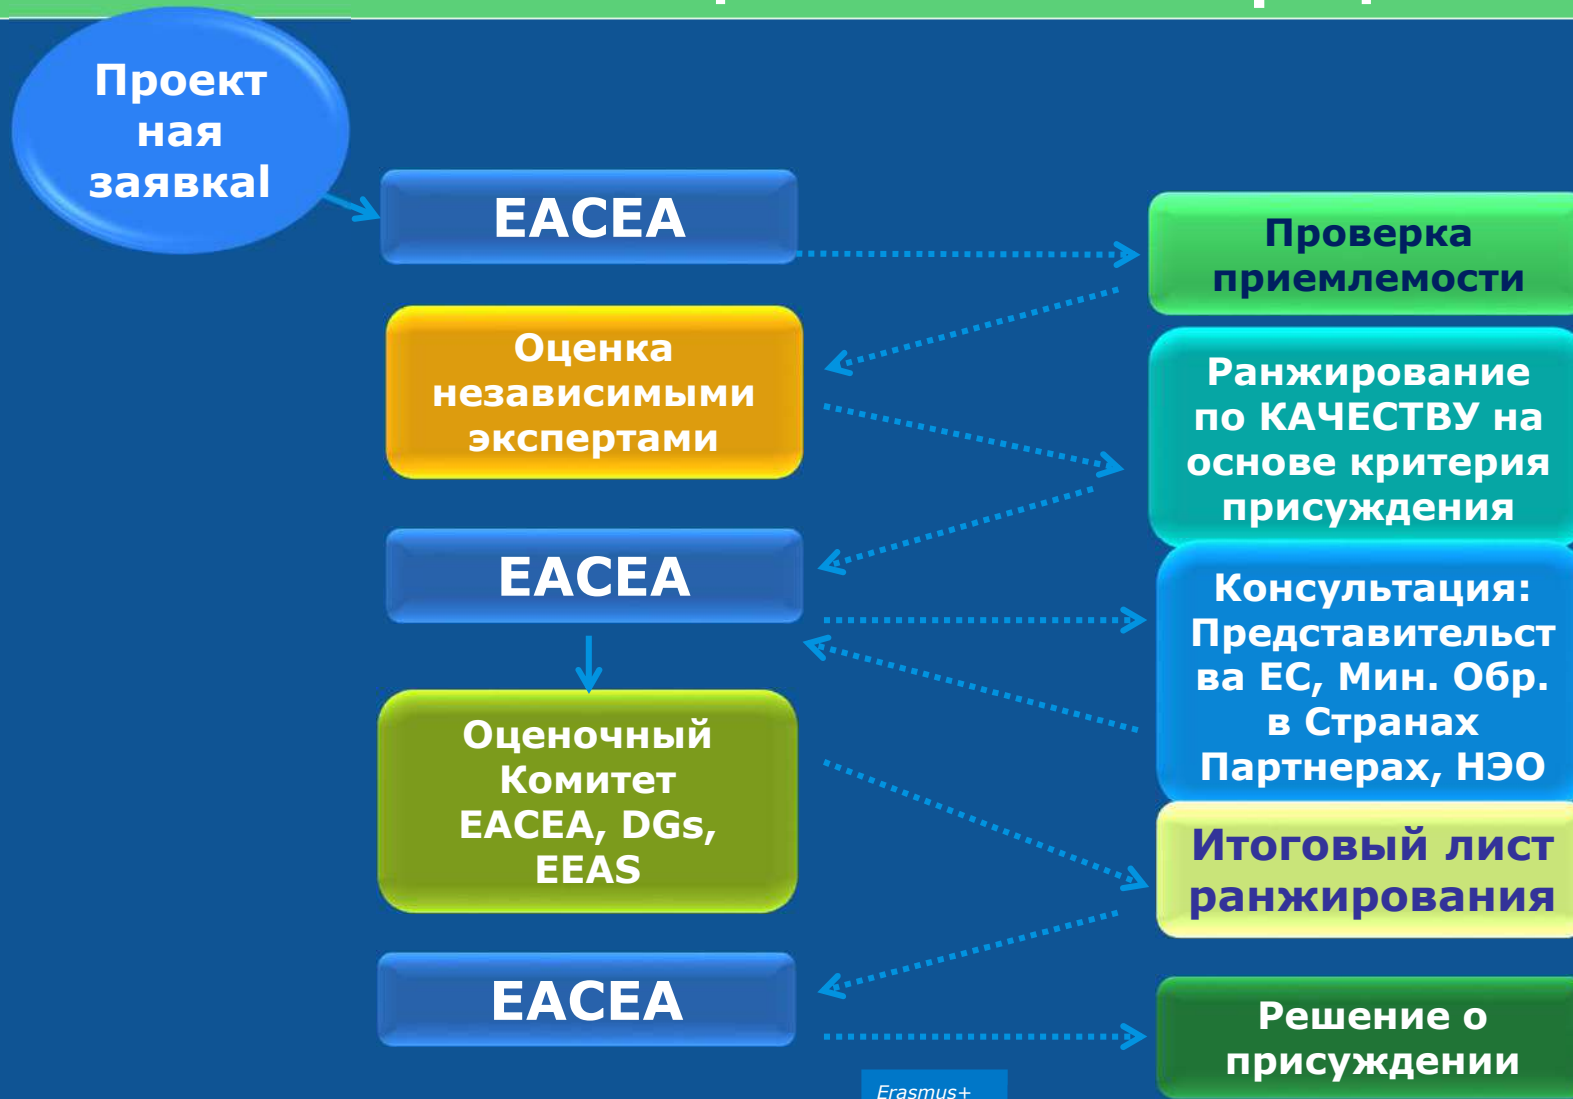 Проект
ная
заявкаl
EACEA
Проверка
приемлемости
Оценка
независимыми
экспертами
Ранжирование
по КАЧЕСТВУ на
основе критерия
присуждения
EACEA
Консультация:
Представительст
ва ЕС, Мин. Обр.
в Странах
Партнерах, НЭО
Оценочный
Комитет
EACEA, DGs,
EEAS
Итоговый лист
ранжирования
EACEA
Решение о
присуждении
Erasmus+